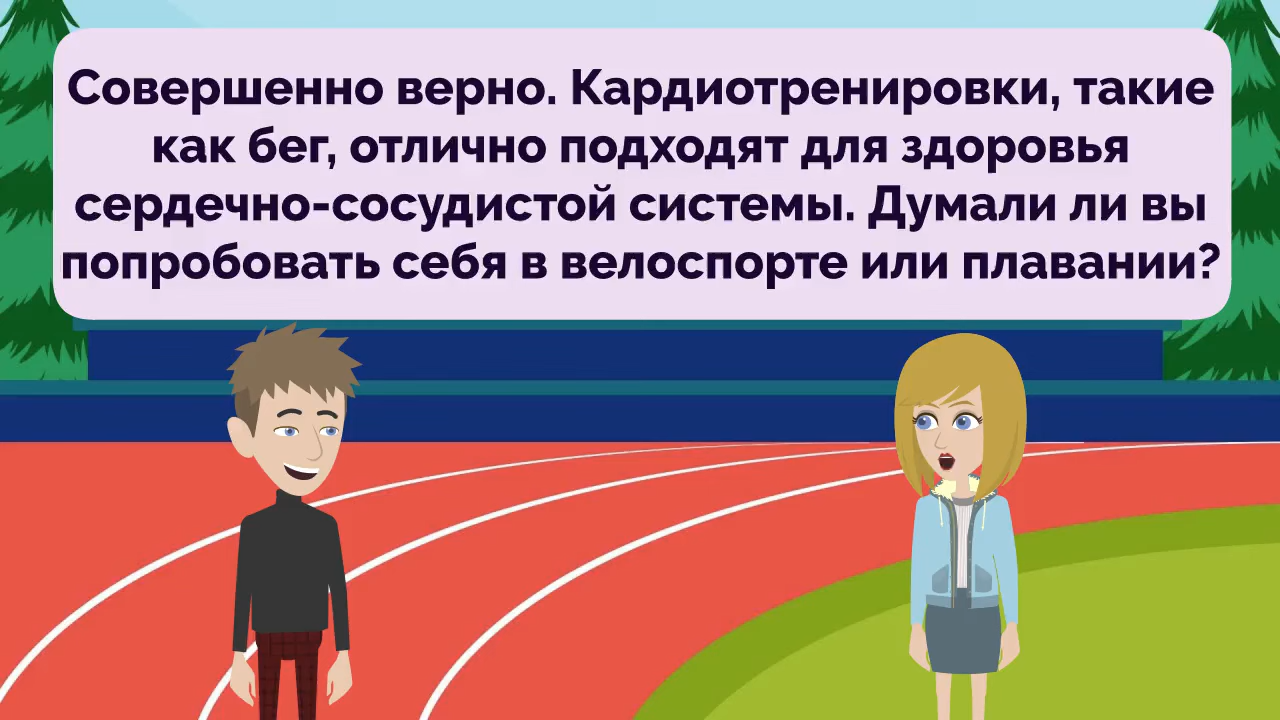 Совершенно верно. Кардиотренировки, такие
как бег, отлично подходят для здоровья
сердечно-сосудистой системы. Думали ли вы
попробовать себя в велоспорте или плавании?